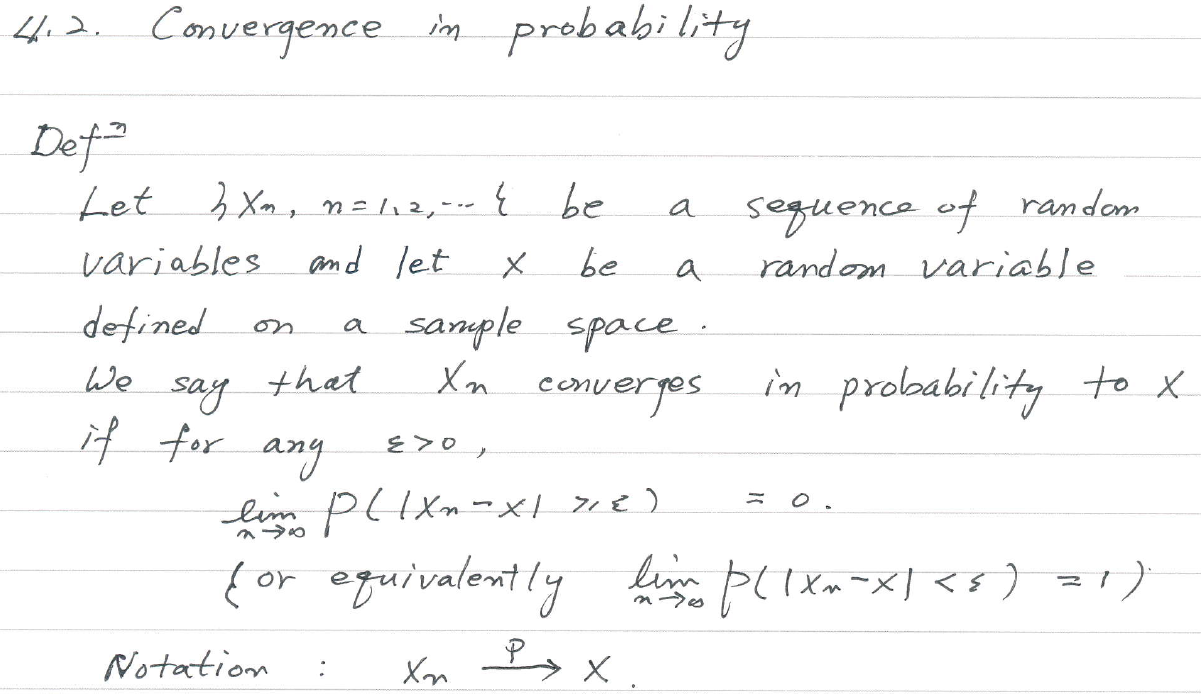 4.2. Convergence in probability
Defⁿ
Let {Xn, n=1,2,...} be a sequence of random
variables and let X be a random variable
defined on a sample space.
We say that Xn converges in probability to X
if for any ε>0,
lim n→∞ P(|Xn-X| ≥ ε) = 0.
(or equivalently lim n→∞ P(|Xn-X| < ε) = 1)
Notation : Xn →ᴾ X.